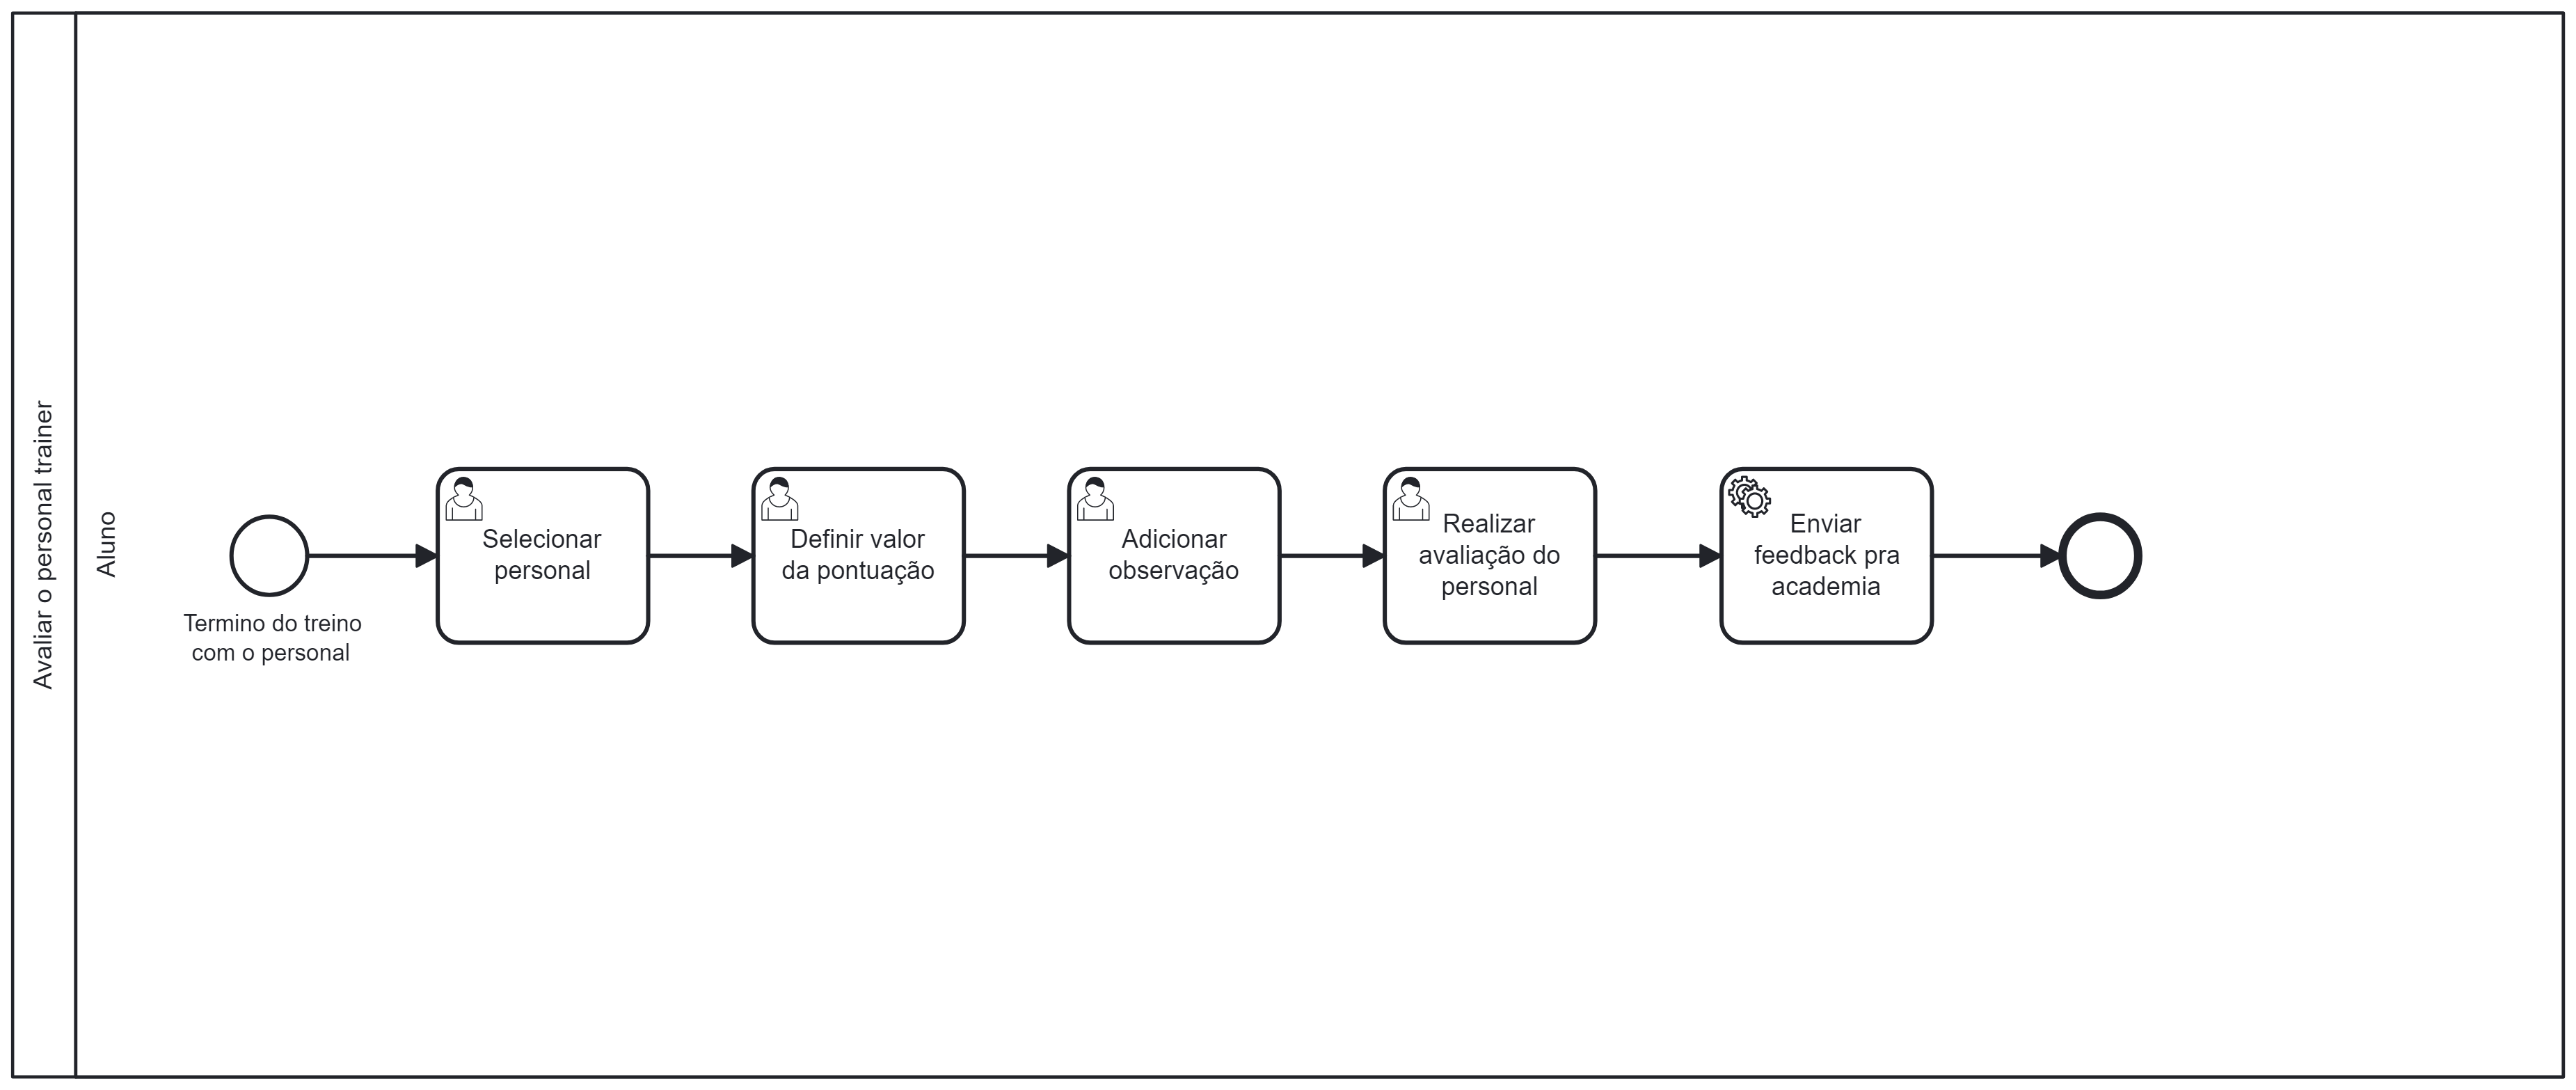 Avaliar o personal trainer
Aluno
Termino do treino
com o personal
Selecionar
personal
Definir valor
da pontuação
Adicionar
observação
Realizar
avaliação do
personal
Enviar
feedback pra
academia